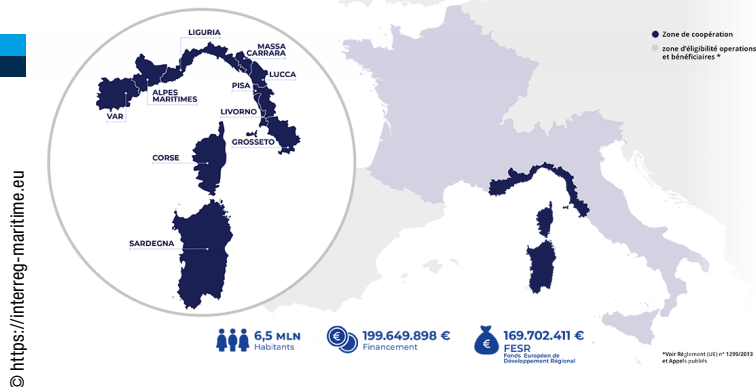 © https://interreg-maritime.eu
LIGURIA
MASSA
CARRARA
LUCCA
PISA
ALPES
MARITIMES
VAR
LIVORNO
GROSSETO
CORSE
SARDEGNA
Zone de coopération
zone d'éligibilité operations
et bénéficiaires *
6,5 MLN
Habitants
199.649.898 €
Financement
169.702.411 €
FESR
Fonds Européen de
Développement Régional
*Voir Réglement (UE) n° 1299/2013
et Appels publiés